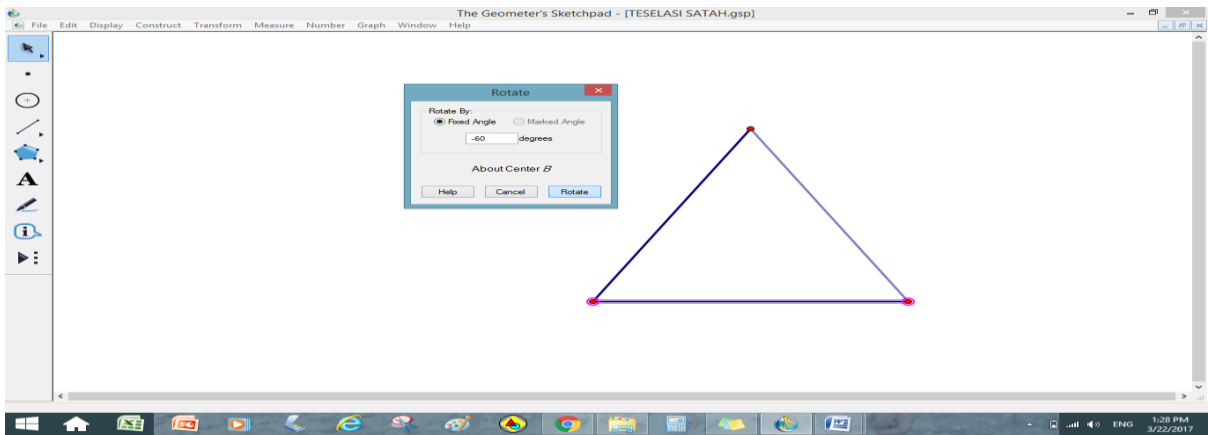 The Geometer's Sketchpad - [TESELASI SATAH.gsp]
File Edit Display Construct Transform Measure Number Graph Window Help
A
Rotate
Rotate By:
Fixed Angle Marked Angle
-60 degrees
About Center B
Help Cancel Rotate
ENG 1:28 PM
3/22/2017